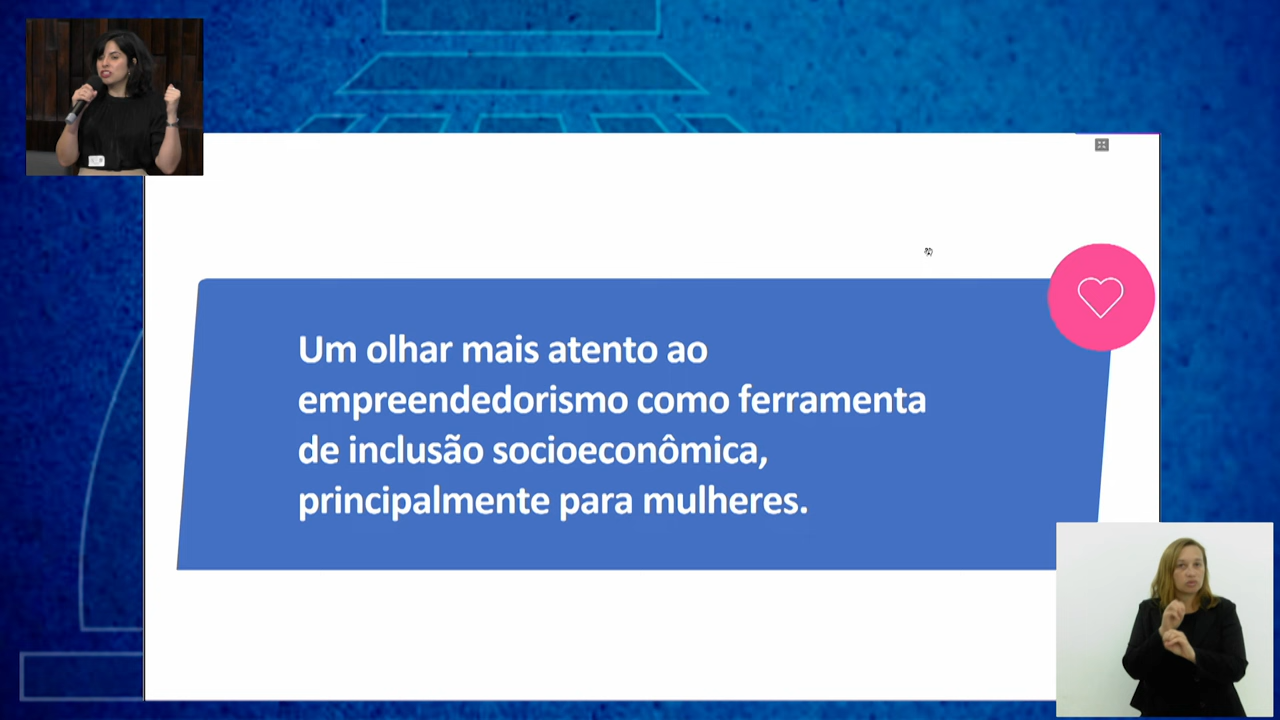 Um olhar mais atento ao
empreendedorismo como ferramenta
de inclusão socioeconômica,
principalmente para mulheres.